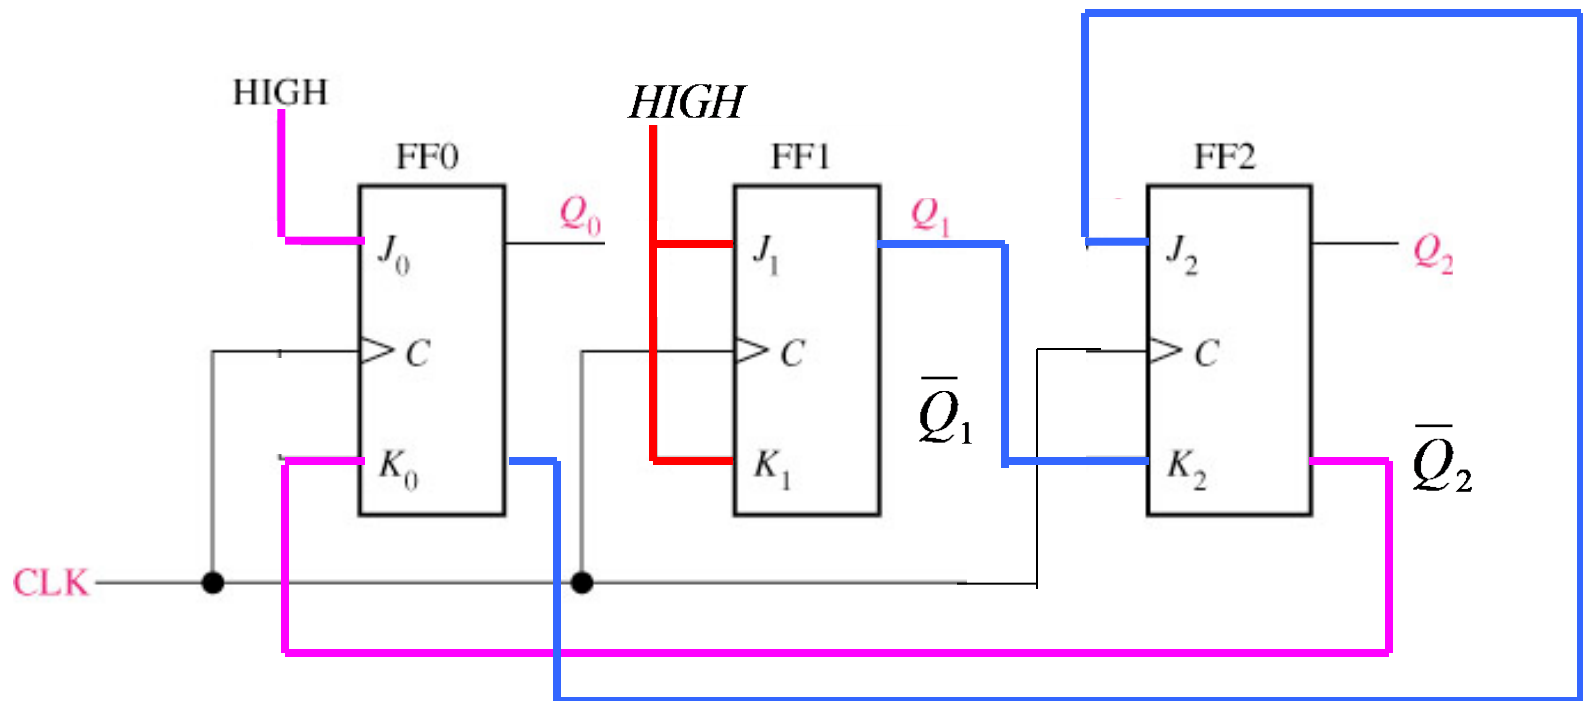 HIGH
HIGH
FF0
FF1
FF2
Q₀
Q₁
Q₂
J₀
J₁
J₂
C
C
C
Q̅₁
Q̅₂
K₀
K₁
K₂
CLK